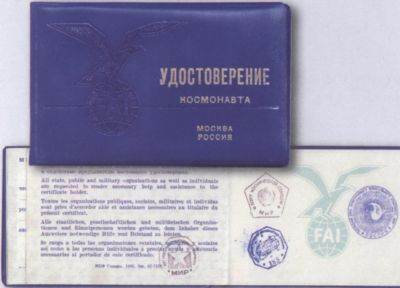 УДОСТОВЕРЕНИЕ
КОСМОНАВТА
МОСКВА
РОССИЯ
All state, public and military organisations as well as individuals
are requested to render necessary help and assistance to the
certificate holder.
Toutes les organisations publiques, sociales, militaires et individus
sont priés d'accorder aide et assistance nécessaires au titulaire du
présent certificat.
Alle staatlichen, gesellschaftlichen und militärischen Organisa-
tionen und Einzelpersonen werden gebeten, dem Inhaber dieses
Ausweises notwendige Hilfe und Beistand zu leisten.
Se ruega a todas las organizaciones estatales, sociales y
así como a las personas individuales a prestar ayuda y asistencia
necesarias al portador de este certificado.
МИР
МИР
FAI